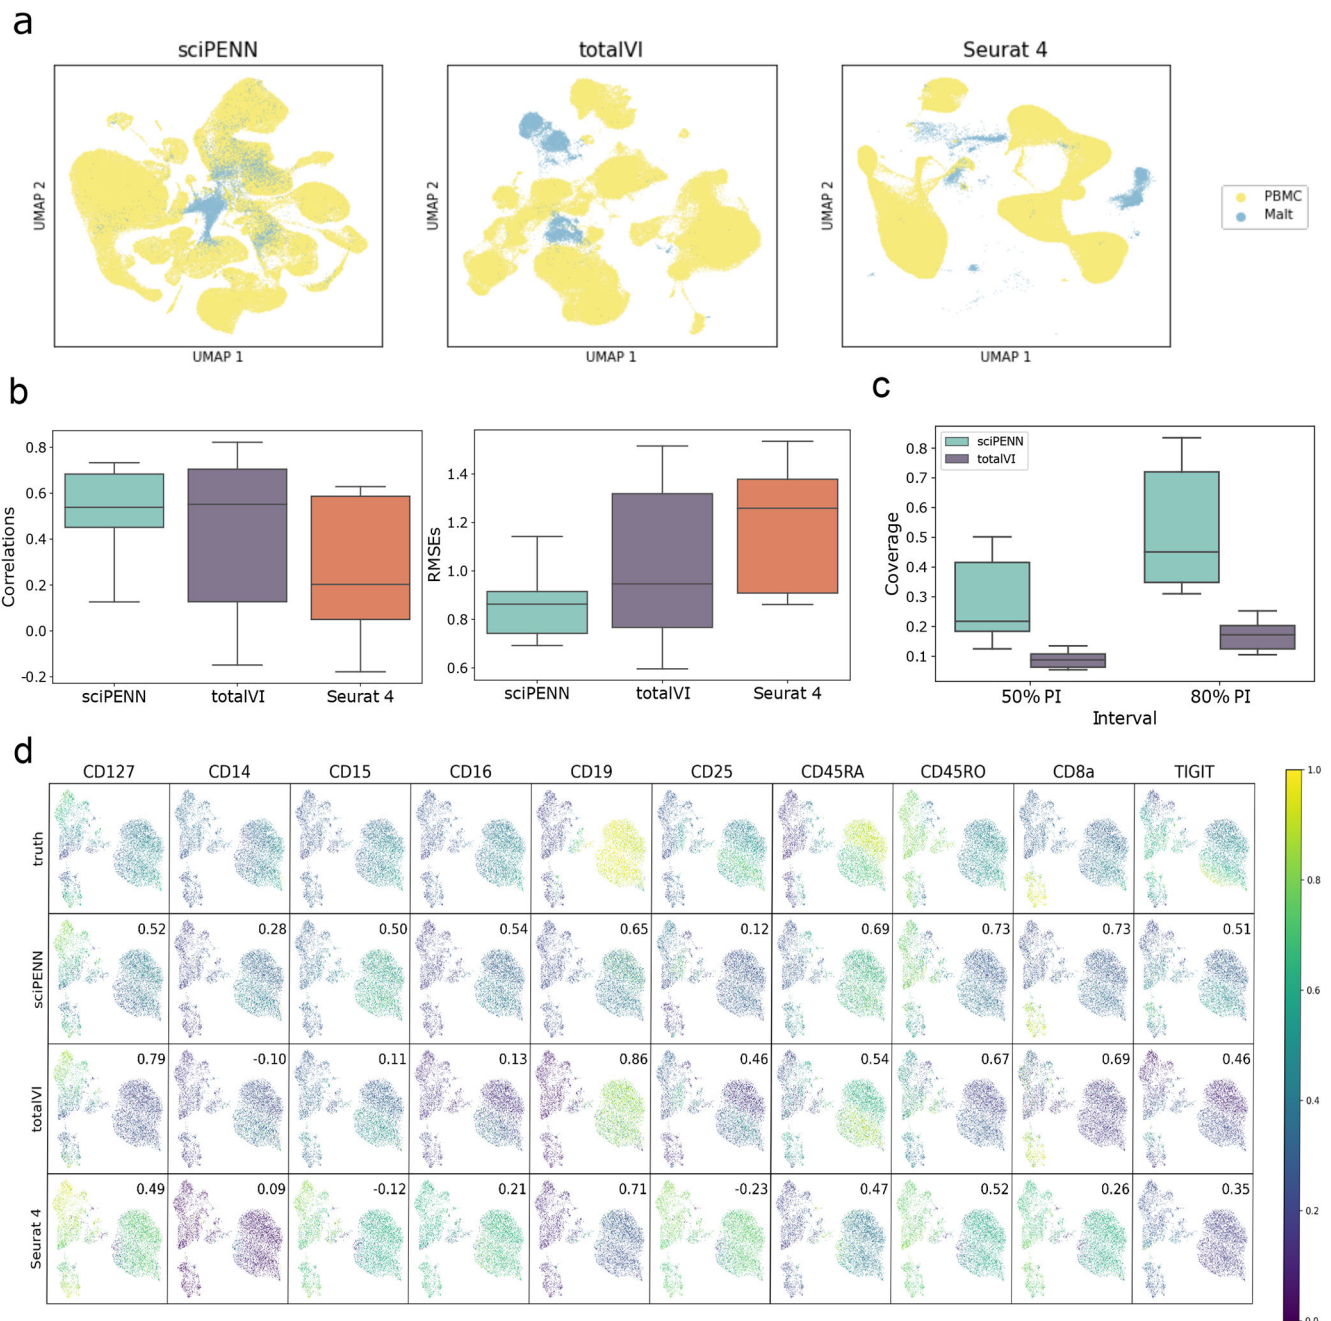 a
sciPENN totalVI Seurat 4
UMAP 2 UMAP 2 UMAP 2
PBMC
Malt
UMAP 1 UMAP 1 UMAP 1
b
c
Correlations
0.8
0.6
0.4
0.2
0.0
-0.2
sciPENN totalVI Seurat 4
RMSEs
1.4
1.2
1.0
0.8
0.6
sciPENN totalVI Seurat 4
Coverage
0.8
0.7
0.6
0.5
0.4
0.3
0.2
0.1
sciPENN
totalVI
50% PI 80% PI
Interval
d
CD127 CD14 CD15 CD16 CD19 CD25 CD45RA CD45RO CD8a TIGIT
truth
sciPENN 0.52 0.28 0.50 0.54 0.65 0.12 0.69 0.73 0.73 0.51
totalVI 0.79 -0.10 0.11 0.13 0.86 0.46 0.54 0.67 0.69 0.46
Seurat 4 0.49 0.09 -0.12 0.21 0.71 -0.23 0.47 0.52 0.26 0.35
1.0
0.8
0.6
0.4
0.2
0.0